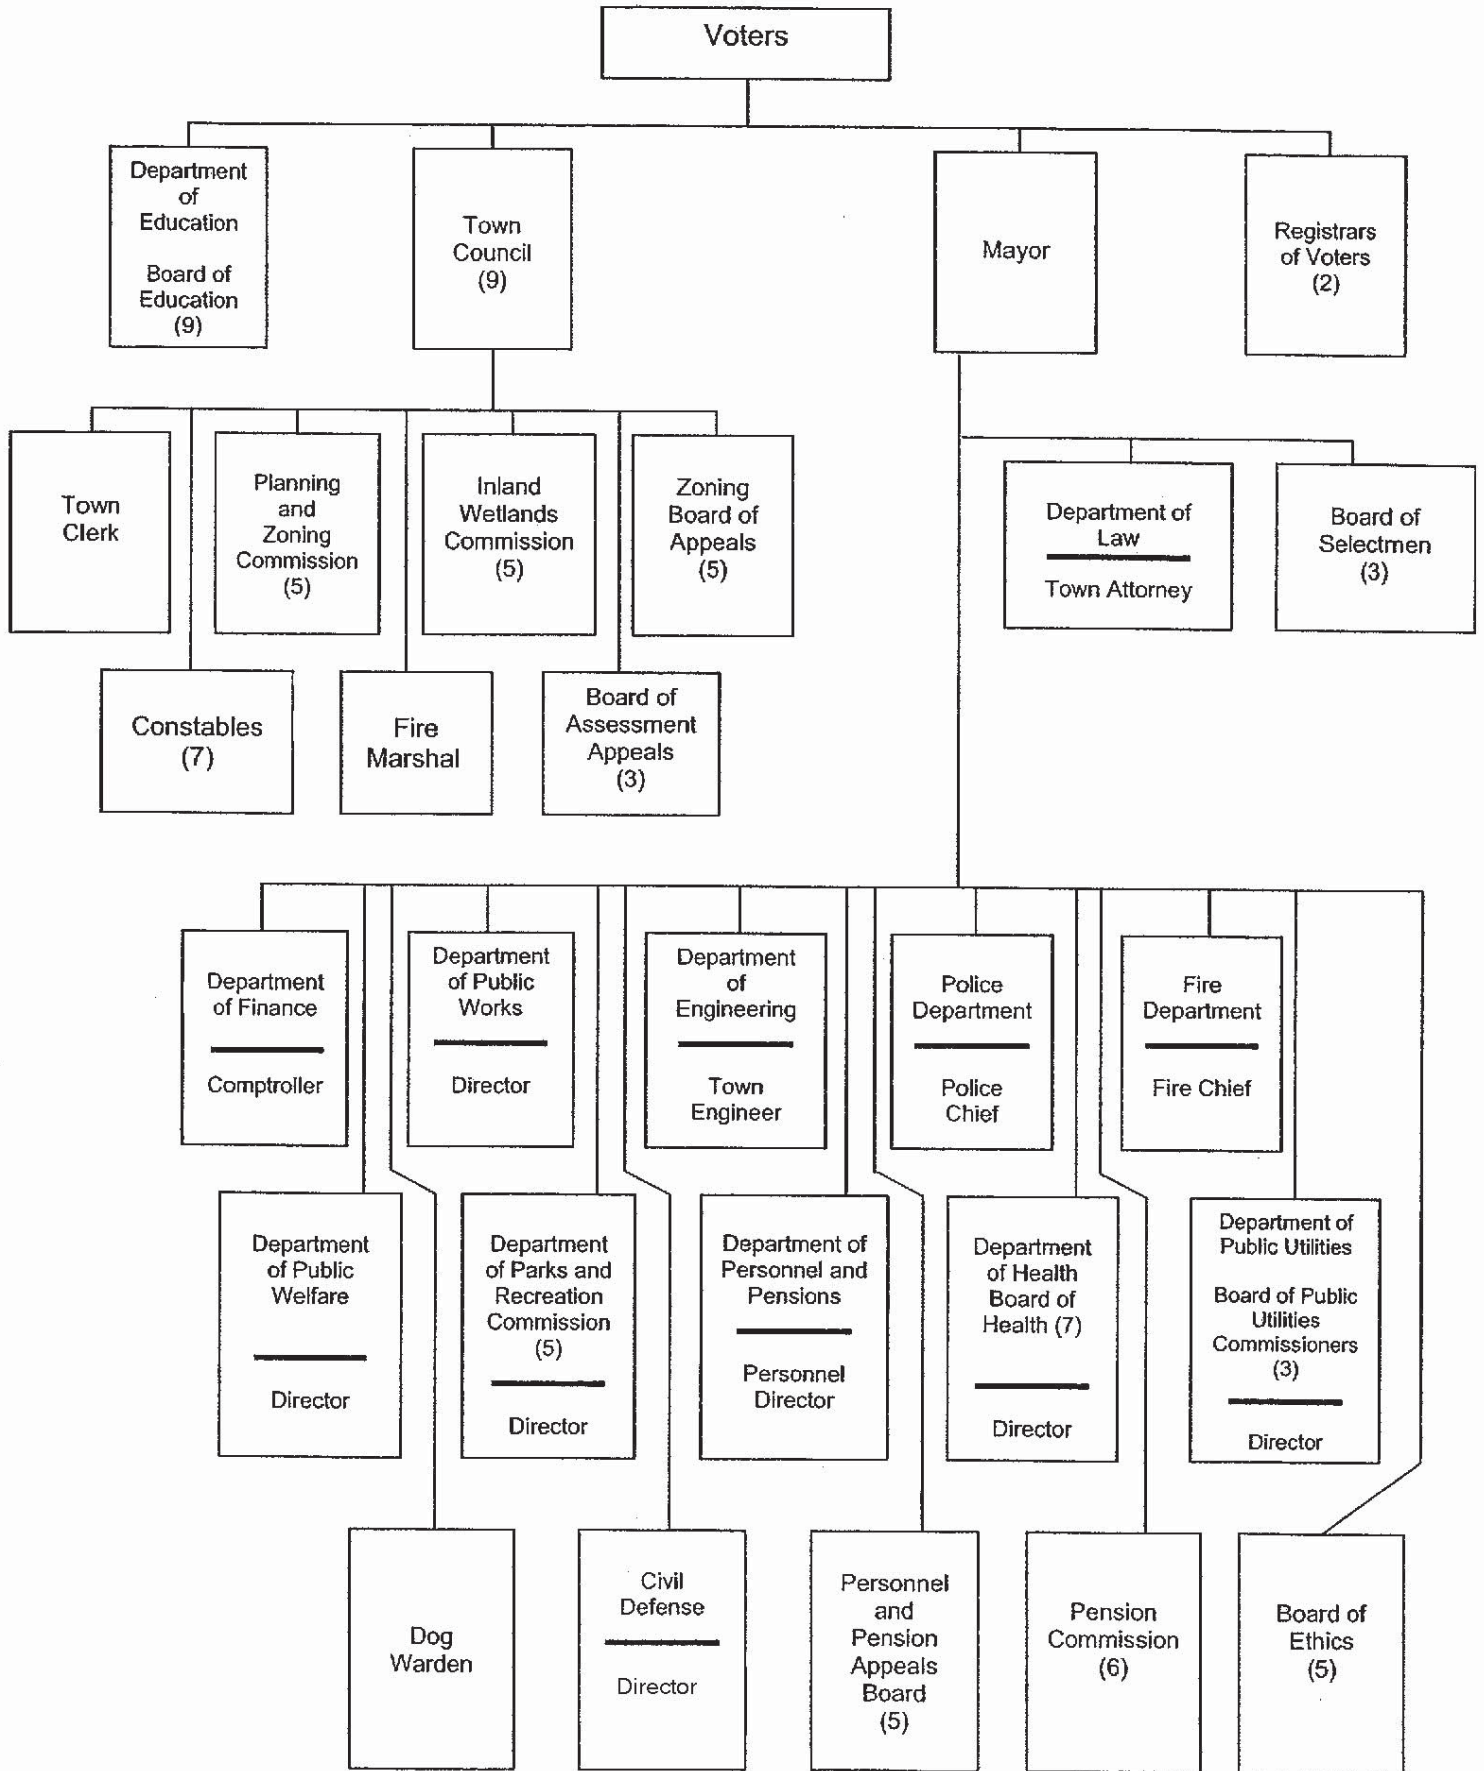 Voters
Department
of
Education
Board of
Education
(9)
Town
Council
(9)
Mayor
Registrars
of Voters
(2)
Town
Clerk
Planning
and
Zoning
Commission
(5)
Inland
Wetlands
Commission
(5)
Zoning
Board of
Appeals
(5)
Department of
Law
Town Attorney
Board of
Selectmen
(3)
Constables
(7)
Fire
Marshal
Board of
Assessment
Appeals
(3)
Department
of Finance
Comptroller
Department
of Public
Works
Director
Department
of
Engineering
Town
Engineer
Police
Department
Police
Chief
Fire
Department
Fire Chief
Department
of Public
Welfare
Director
Department
of Parks and
Recreation
Commission
(5)
Director
Department of
Personnel and
Pensions
Personnel
Director
Department
of Health
Board of
Health (7)
Director
Department of
Public Utilities
Board of Public
Utilities
Commissioners
(3)
Director
Dog
Warden
Civil
Defense
Director
Personnel
and
Pension
Appeals
Board
(5)
Pension
Commission
(6)
Board of
Ethics
(5)